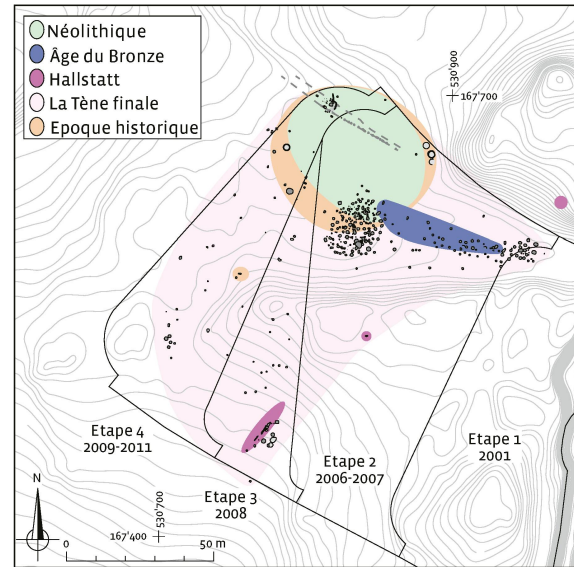 Néolithique
Âge du Bronze
Hallstatt
La Tène finale
Epoque historique
530'900
167'700
Etape 4
2009-2011
Etape 3
2008
Etape 2
2006-2007
Etape 1
2001
N
530'700
167'400
0
50 m